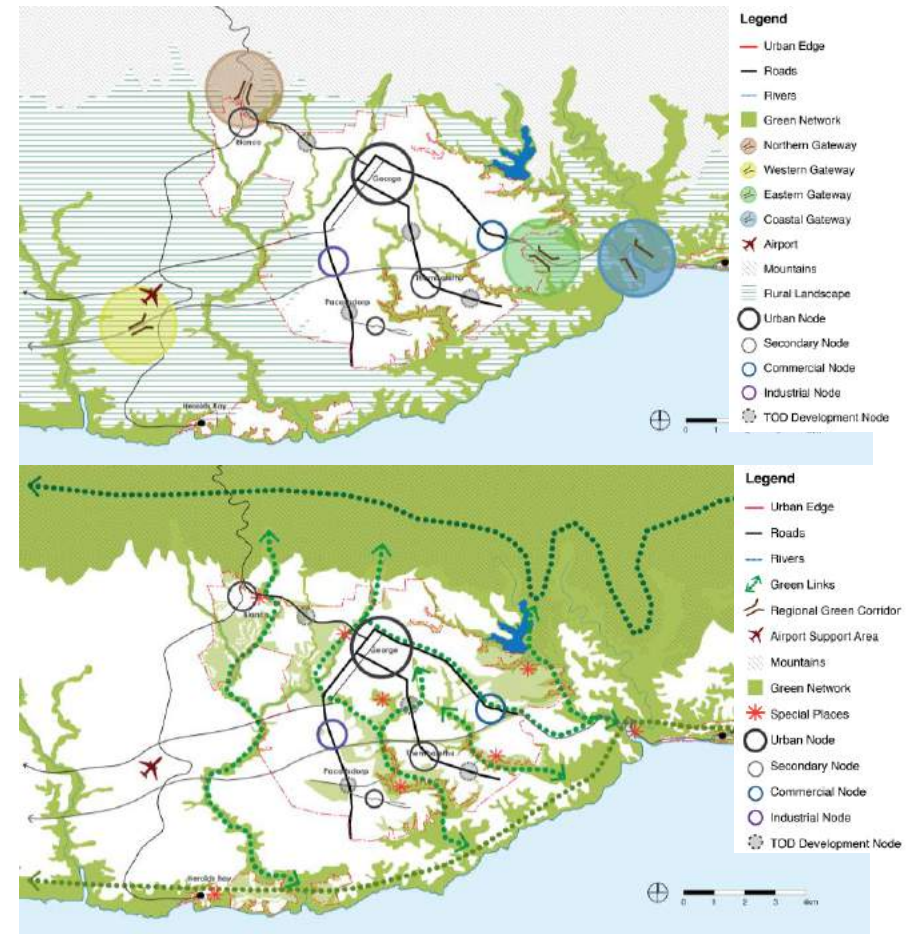 Legend
Urban Edge
Roads
Rivers
Green Network
Northern Gateway
Western Gateway
Eastern Gateway
Coastal Gateway
Airport
Mountains
Rural Landscape
Urban Node
Secondary Node
Commercial Node
Industrial Node
TOD Development Node
Blanco
George
Thembalethu
Pacaltsdorp
Herolds Bay
0 1
Legend
Urban Edge
Roads
Rivers
Green Links
Regional Green Corridor
Airport Support Area
Mountains
Green Network
Special Places
Urban Node
Secondary Node
Commercial Node
Industrial Node
TOD Development Node
Blanco
George
Thembalethu
Pacaltsdorp
Herolds Bay
0 1 2 3 4km